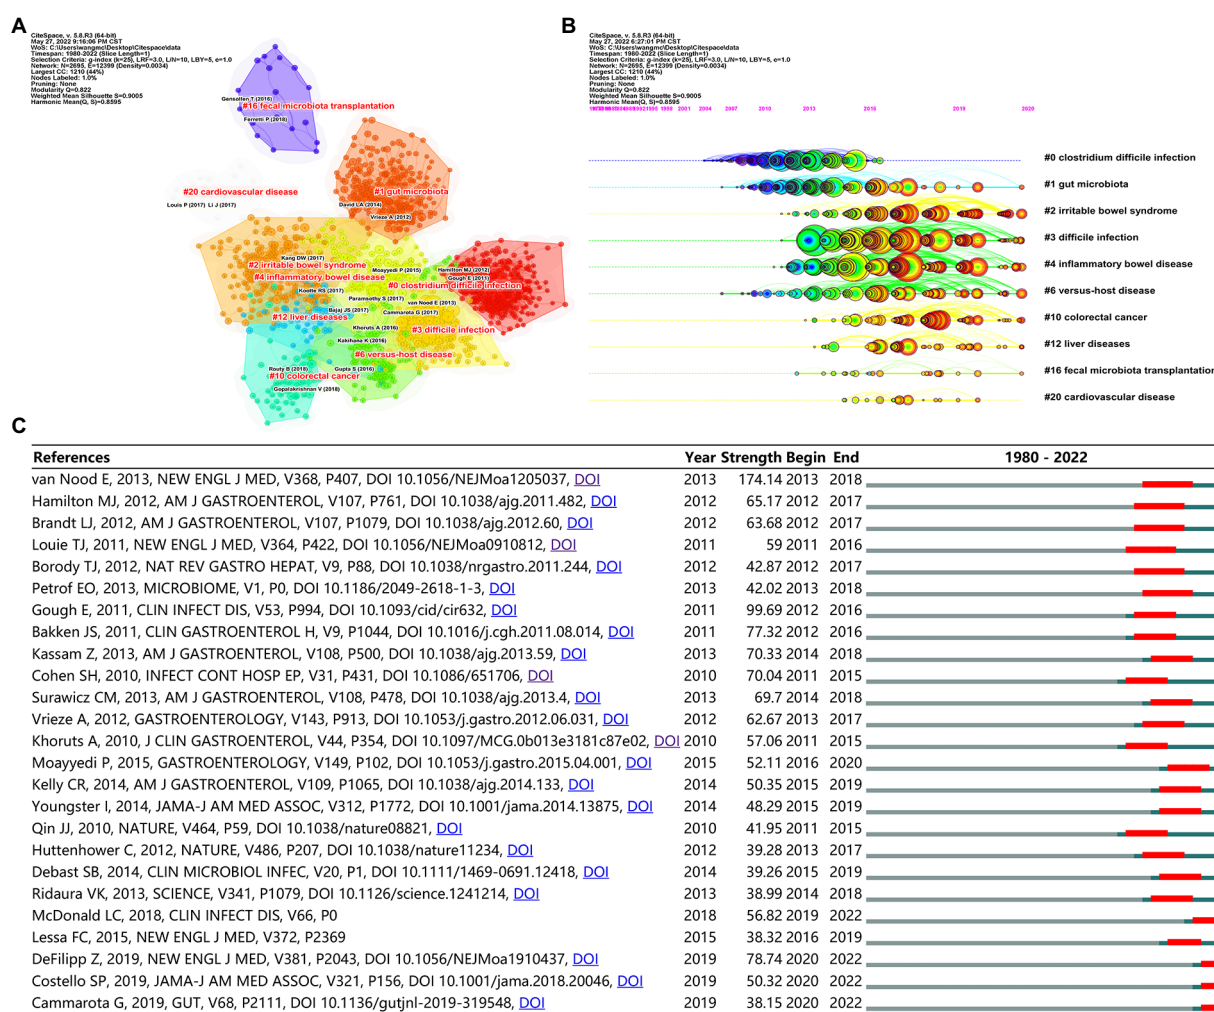 A
CiteSpace, v. 5.8.R3 (64-bit)
May 27, 2022 9:16:06 PM CST
WoS: C:\Users\wangmc\Desktop\Citespace\data
Timespan: 1980-2022 (Slice Length=1)
Selection Criteria: g-index (k=25), LRF=3.0, L/N=10, LBY=5, e=1.0
Network: N=2695, E=12399 (Density=0.0034)
Largest CC: 1210 (44%)
Nodes Labeled: 1.0%
Pruning: None
Modularity Q=0.822
Weighted Mean Silhouette S=0.9005
Harmonic Mean(Q, S)=0.8595
Gensollen T (2016)
#16 fecal microbiota transplantation
Ferretti P (2018)
#20 cardiovascular disease
#1 gut microbiota
Louis P (2017) Li J (2017)
David LA (2014)
Vrieze A (2012)
Kang DW (2017)
#2 irritable bowel syndrome
Moayyedi P (2015)
Hamilton MJ (2012)
#4 inflammatory bowel disease
Gough E (2011)
#0 clostridium difficile infection
Kootte RS (2017)
Paramsothy S (2017)
van Nood E (2013)
Bajaj JS (2017)
Cammarota G (2017)
#12 liver diseases
Khoruts A (2016)
#3 difficile infection
Kakihana K (2016)
#6 versus-host disease
Routy B (2018)
Gupta S (2016)
#10 colorectal cancer
Gopalakrishnan V (2018)
B
CiteSpace, v. 5.8.R3 (64-bit)
May 27, 2022 6:27:01 PM CST
WoS: C:\Users\wangmc\Desktop\Citespace\data
Timespan: 1980-2022 (Slice Length=1)
Selection Criteria: g-index (k=25), LRF=3.0, L/N=10, LBY=5, e=1.0
Network: N=2695, E=12399 (Density=0.0034)
Largest CC: 1210 (44%)
Nodes Labeled: 1.0%
Pruning: None
Modularity Q=0.822
Weighted Mean Silhouette S=0.9005
Harmonic Mean(Q, S)=0.8595
1992 1995 1998 2001 2004 2007 2010 2013 2016 2019 2020
#0 clostridium difficile infection
#1 gut microbiota
#2 irritable bowel syndrome
#3 difficile infection
#4 inflammatory bowel disease
#6 versus-host disease
#10 colorectal cancer
#12 liver diseases
#16 fecal microbiota transplantation
#20 cardiovascular disease
C
References Year Strength Begin End 1980 - 2022
van Nood E, 2013, NEW ENGL J MED, V368, P407, DOI 10.1056/NEJMoa1205037, DOI 2013 174.14 2013 2018
Hamilton MJ, 2012, AM J GASTROENTEROL, V107, P761, DOI 10.1038/ajg.2011.482, DOI 2012 65.17 2012 2017
Brandt LJ, 2012, AM J GASTROENTEROL, V107, P1079, DOI 10.1038/ajg.2012.60, DOI 2012 63.68 2012 2017
Louie TJ, 2011, NEW ENGL J MED, V364, P422, DOI 10.1056/NEJMoa0910812, DOI 2011 59 2011 2016
Borody TJ, 2012, NAT REV GASTRO HEPAT, V9, P88, DOI 10.1038/nrgastro.2011.244, DOI 2012 42.87 2012 2017
Petrof EO, 2013, MICROBIOME, V1, P0, DOI 10.1186/2049-2618-1-3, DOI 2013 42.02 2013 2018
Gough E, 2011, CLIN INFECT DIS, V53, P994, DOI 10.1093/cid/cir632, DOI 2011 99.69 2012 2016
Bakken JS, 2011, CLIN GASTROENTEROL H, V9, P1044, DOI 10.1016/j.cgh.2011.08.014, DOI 2011 77.32 2012 2016
Kassam Z, 2013, AM J GASTROENTEROL, V108, P500, DOI 10.1038/ajg.2013.59, DOI 2013 70.33 2014 2018
Cohen SH, 2010, INFECT CONT HOSP EP, V31, P431, DOI 10.1086/651706, DOI 2010 70.04 2011 2015
Surawicz CM, 2013, AM J GASTROENTEROL, V108, P478, DOI 10.1038/ajg.2013.4, DOI 2013 69.7 2014 2018
Vrieze A, 2012, GASTROENTEROLOGY, V143, P913, DOI 10.1053/j.gastro.2012.06.031, DOI 2012 62.67 2013 2017
Khoruts A, 2010, J CLIN GASTROENTEROL, V44, P354, DOI 10.1097/MCG.0b013e3181c87e02, DOI 2010 57.06 2011 2015
Moayyedi P, 2015, GASTROENTEROLOGY, V149, P102, DOI 10.1053/j.gastro.2015.04.001, DOI 2015 52.11 2016 2020
Kelly CR, 2014, AM J GASTROENTEROL, V109, P1065, DOI 10.1038/ajg.2014.133, DOI 2014 50.35 2015 2019
Youngster I, 2014, JAMA-J AM MED ASSOC, V312, P1772, DOI 10.1001/jama.2014.13875, DOI 2014 48.29 2015 2019
Qin JJ, 2010, NATURE, V464, P59, DOI 10.1038/nature08821, DOI 2010 41.95 2011 2015
Huttenhower C, 2012, NATURE, V486, P207, DOI 10.1038/nature11234, DOI 2012 39.28 2013 2017
Debast SB, 2014, CLIN MICROBIOL INFEC, V20, P1, DOI 10.1111/1469-0691.12418, DOI 2014 39.26 2015 2019
Ridaura VK, 2013, SCIENCE, V341, P1079, DOI 10.1126/science.1241214, DOI 2013 38.99 2014 2018
McDonald LC, 2018, CLIN INFECT DIS, V66, P0 2018 56.82 2019 2022
Lessa FC, 2015, NEW ENGL J MED, V372, P2369 2015 38.32 2016 2019
DeFilipp Z, 2019, NEW ENGL J MED, V381, P2043, DOI 10.1056/NEJMoa1910437, DOI 2019 78.74 2020 2022
Costello SP, 2019, JAMA-J AM MED ASSOC, V321, P156, DOI 10.1001/jama.2018.20046, DOI 2019 50.32 2020 2022
Cammarota G, 2019, GUT, V68, P2111, DOI 10.1136/gutjnl-2019-319548, DOI 2019 38.15 2020 2022